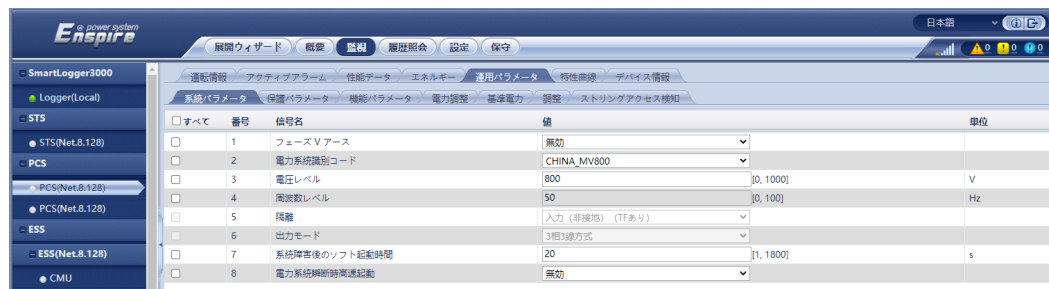 e power system
Enspire
日本語
展開ウィザード 概要 監視 履歴照会 設定 保守
0 0 0
SmartLogger3000
Logger(Local)
STS
STS(Net.8.128)
PCS
PCS(Net.8.128)
PCS(Net.8.128)
ESS
ESS(Net.8.128)
CMU
運転情報 アクティブアラーム 性能データ エネルギー 運用パラメータ 特性曲線 デバイス情報
系統パラメータ 保護パラメータ 機能パラメータ 電力調整 基準電力 調整 ストリングアクセス検知
すべて 番号 信号名 値 単位
1 フェーズ V アース 無効
2 電力系統識別コード CHINA_MV800
3 電圧レベル 800 [0, 1000] V
4 周波数レベル 50 [0, 100] Hz
5 隔離 入力（非接地）（TFあり）
6 出力モード 3相3線方式
7 系統障害後のソフト起動時間 20 [1, 1800] s
8 電力系統瞬断時高速起動 無効